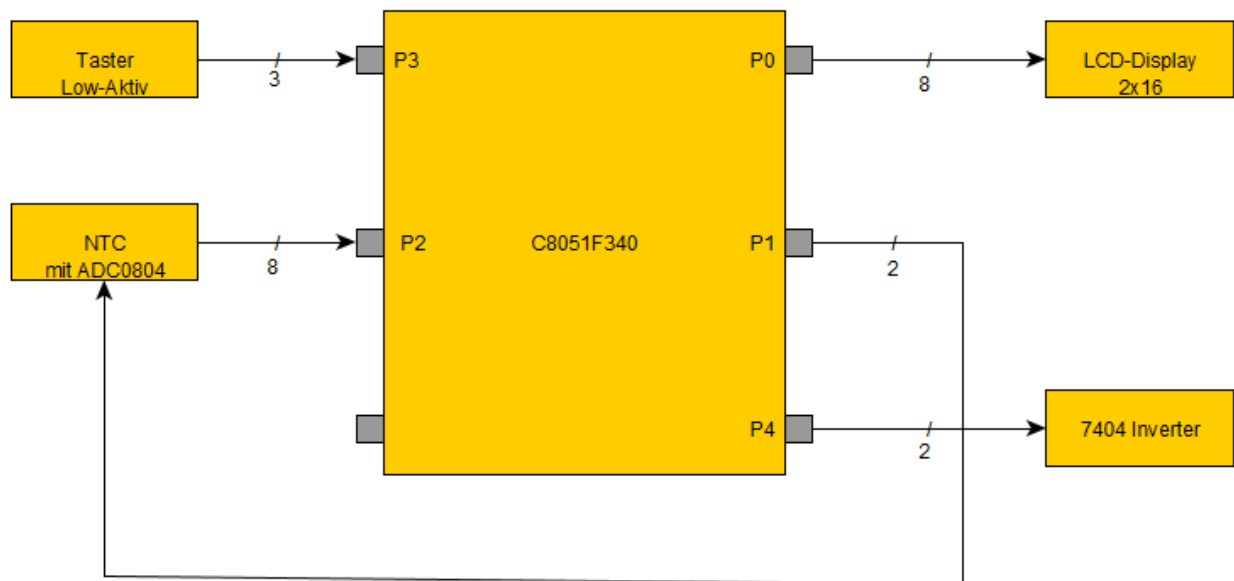 Taster
Low-Aktiv
3
P3
P0
8
LCD-Display
2x16
NTC
mit ADC0804
8
P2
C8051F340
P1
2
P4
2
7404 Inverter